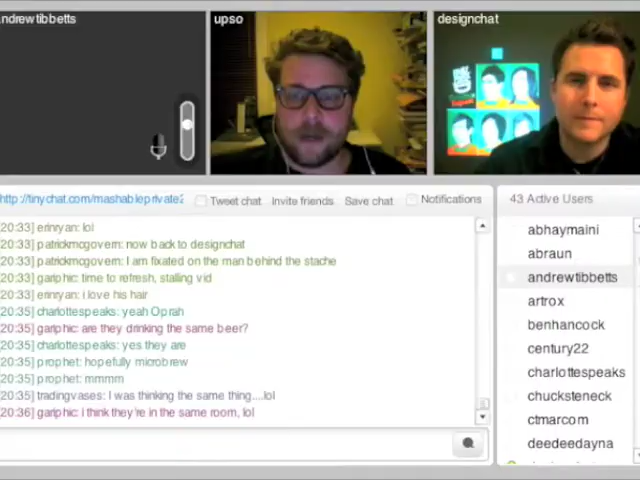 andrewtibbetts
upso
designchat
http://tinychat.com/mashableprivate2
Tweet chat
Invite friends
Save chat
Notifications
43 Active Users
[20:33] erinryan: lol
[20:33] patrickmcgovern: now back to designchat
[20:33] patrickmcgovern: I am fixated on the man behind the stache
[20:33] gariphic: time to refresh, stalling vid
[20:33] erinryan: i love his hair
[20:35] charlottespeaks: yeah Oprah
[20:35] gariphic: are they drinking the same beer?
[20:35] charlottespeaks: yes they are
[20:35] prophet: hopefully microbrew
[20:35] prophet: mmmm
[20:35] tradingvases: I was thinking the same thing....lol
[20:36] gariphic: i think they're in the same room, lol
abhaymaini
abraun
andrewtibbetts
artrox
benhancock
century22
charlottespeaks
chucksteneck
ctmarcom
deedeedayna